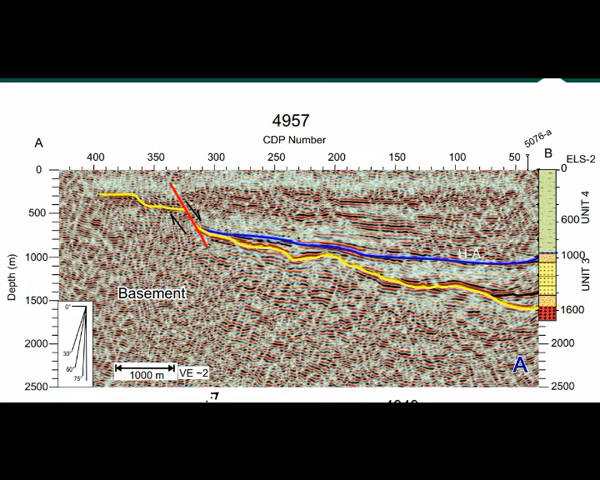 4957
A
CDP Number
5076-a
B
ELS-2
400 350 300 250 200 150 100 50
0
500
1000
1500
2000
2500
Depth (m)
Basement
0°
30°
60°
75°
1000 m
VE ~2
A
0
600
1000
1600
2000
2500
UNIT 4
UNIT 3